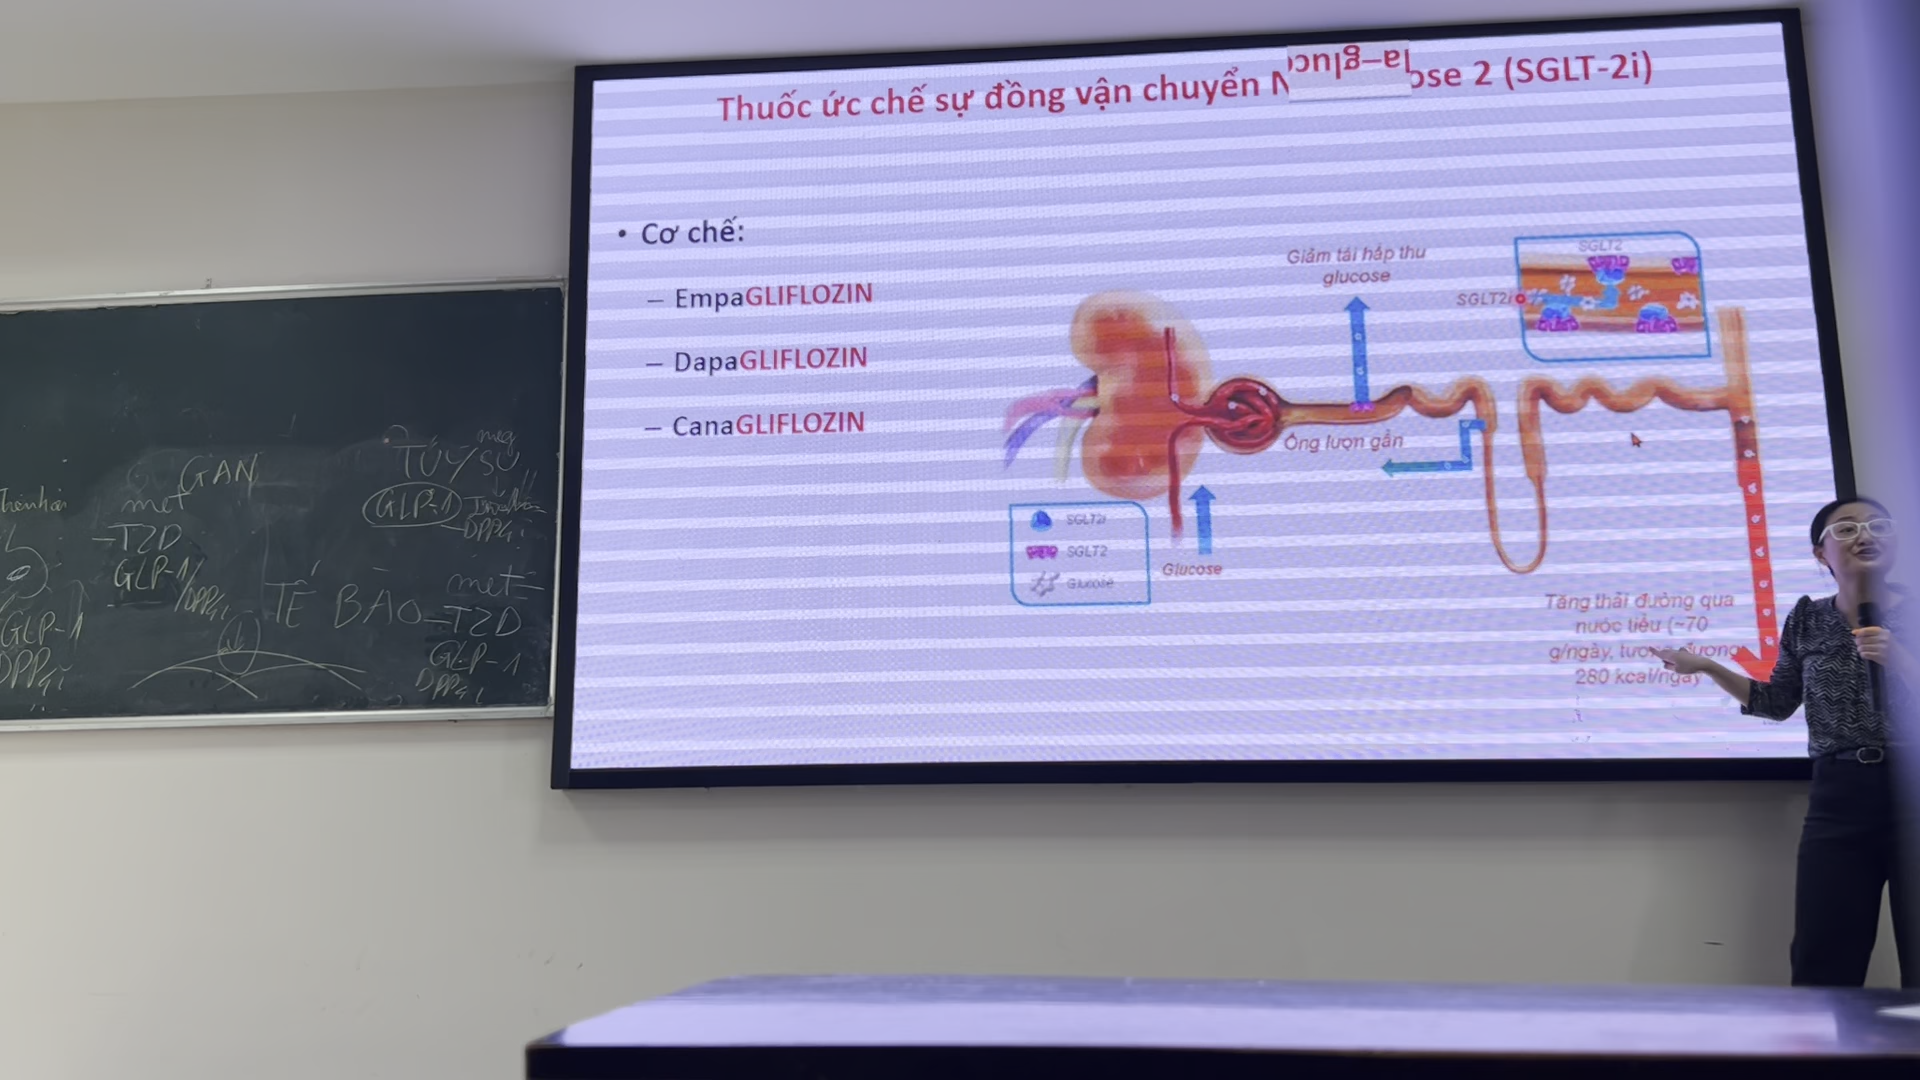 Thuốc ức chế sự đồng vận chuyển Na–glucose 2 (SGLT-2i)
• Cơ chế:
– EmpaGLIFLOZIN
– DapaGLIFLOZIN
– CanaGLIFLOZIN
Giảm tái hấp thu
glucose
SGLT2
SGLT2i
Ống lượn gần
SGLT2i
SGLT2
Glucose
Glucose
Tăng thải đường qua
nước tiểu (~70
g/ngày, tương đương
280 kcal/ngày
GAN
met
-TZD
GLP-1/DPP4i
TỤY
SU
GLP-1
DPP4i
TẾ BÀO
met
-TZD
GLP-1
DPP4i
GLP-1
DPP4i